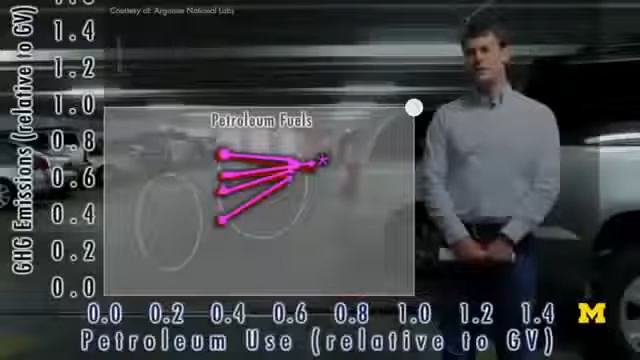 Courtesy of: Argonne National Labs
1.4
1.2
1.0
0.8
0.6
0.4
0.2
0.0
GHG Emissions (relative to GV)
Petroleum Fuels
*
0.0 0.2 0.4 0.6 0.8 1.0 1.2 1.4
Petroleum Use (relative to GV)
M